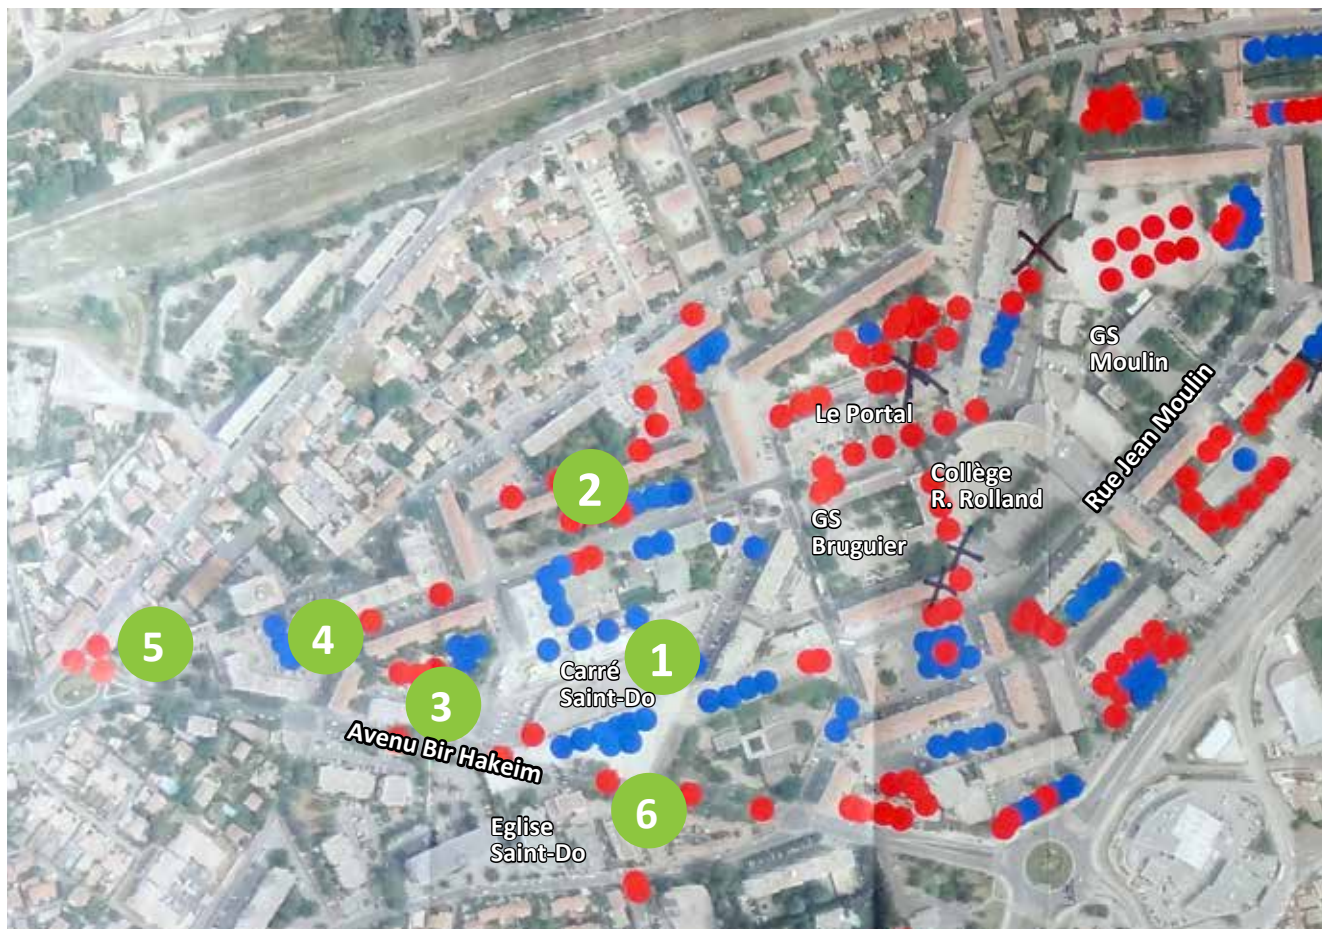 GS
Moulin
Rue Jean Moulin
Le Portal
Collège
R. Rolland
2
GS
Bruguier
5
4
1
Carré
Saint-Do
3
Avenu Bir Hakeim
6
Eglise
Saint-Do